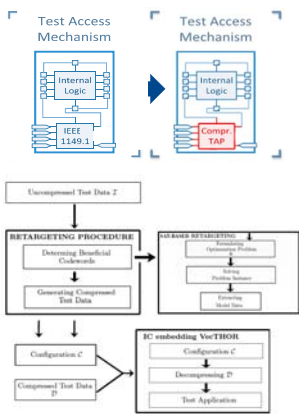 Test Access
Mechanism
Internal
Logic
IEEE
1149.1
Test Access
Mechanism
Internal
Logic
Compr.
TAP
Uncompressed Test Data I
RETARGETING PROCEDURE
Determing Beneficial
Codewords
Generating Compressed
Test Data
SAT-BASED RETARGETING
Formulating
Optimization Problem
Solving
Problem Instance
Extracting
Model Data
Configuration C
Compressed Test Data
D
IC embedding VecTHOR
Configuration C
Decompressing D
Test Application